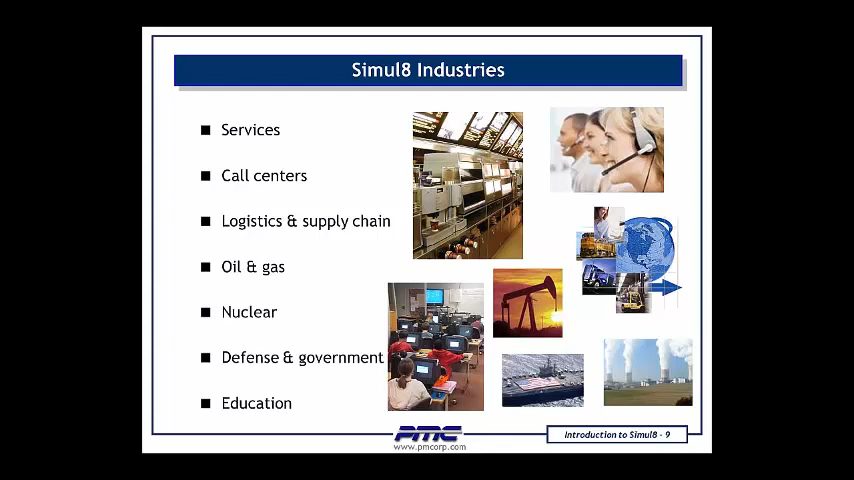 Simul8 Industries
■ Services
■ Call centers
■ Logistics & supply chain
■ Oil & gas
■ Nuclear
■ Defense & government
■ Education
PMC
www.pmcorp.com
Introduction to Simul8 - 9